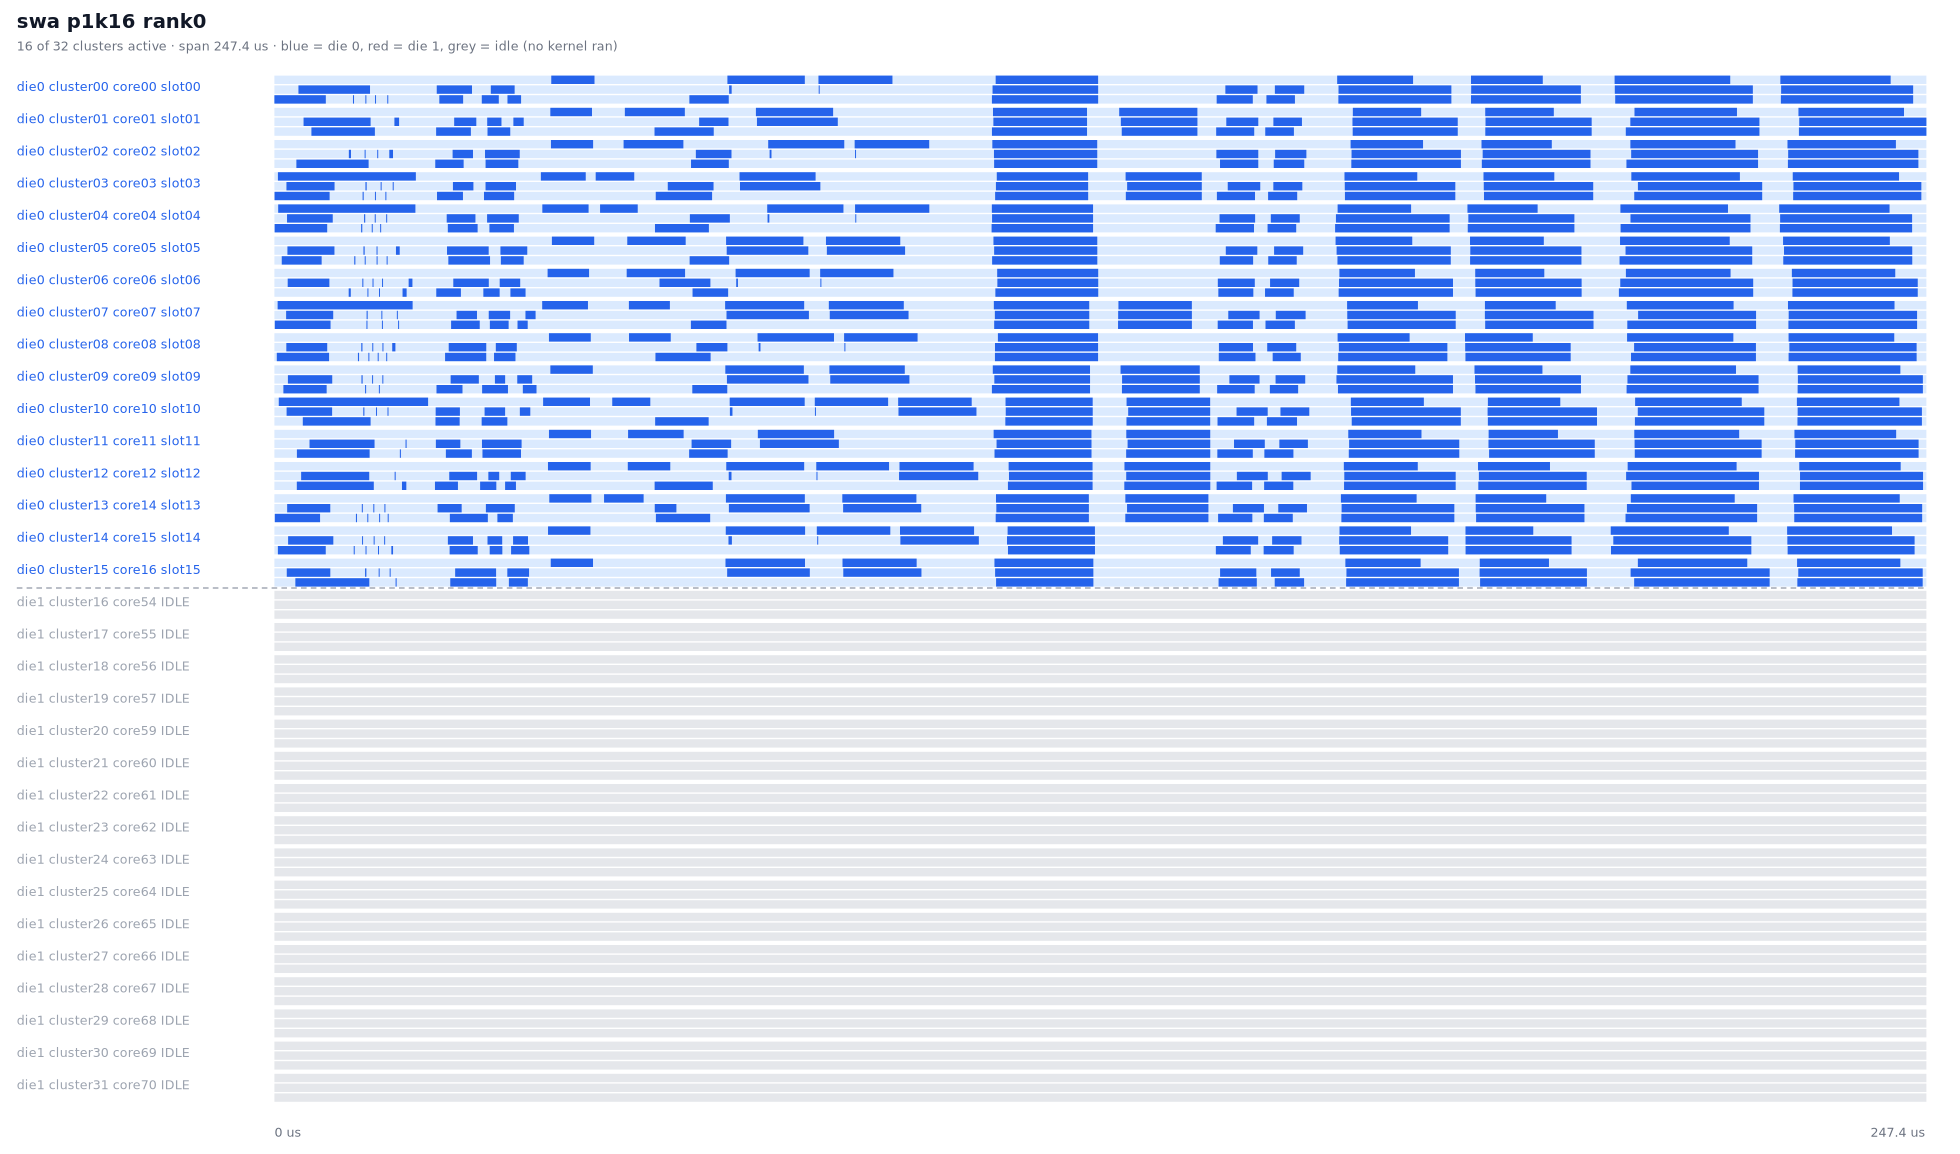 swa p1k16 rank0
16 of 32 clusters active · span 247.4 us · blue = die 0, red = die 1, grey = idle (no kernel ran)
die0 cluster00 core00 slot00
die0 cluster01 core01 slot01
die0 cluster02 core02 slot02
die0 cluster03 core03 slot03
die0 cluster04 core04 slot04
die0 cluster05 core05 slot05
die0 cluster06 core06 slot06
die0 cluster07 core07 slot07
die0 cluster08 core08 slot08
die0 cluster09 core09 slot09
die0 cluster10 core10 slot10
die0 cluster11 core11 slot11
die0 cluster12 core12 slot12
die0 cluster13 core14 slot13
die0 cluster14 core15 slot14
die0 cluster15 core16 slot15
die1 cluster16 core54 IDLE
die1 cluster17 core55 IDLE
die1 cluster18 core56 IDLE
die1 cluster19 core57 IDLE
die1 cluster20 core59 IDLE
die1 cluster21 core60 IDLE
die1 cluster22 core61 IDLE
die1 cluster23 core62 IDLE
die1 cluster24 core63 IDLE
die1 cluster25 core64 IDLE
die1 cluster26 core65 IDLE
die1 cluster27 core66 IDLE
die1 cluster28 core67 IDLE
die1 cluster29 core68 IDLE
die1 cluster30 core69 IDLE
die1 cluster31 core70 IDLE
0 us
247.4 us